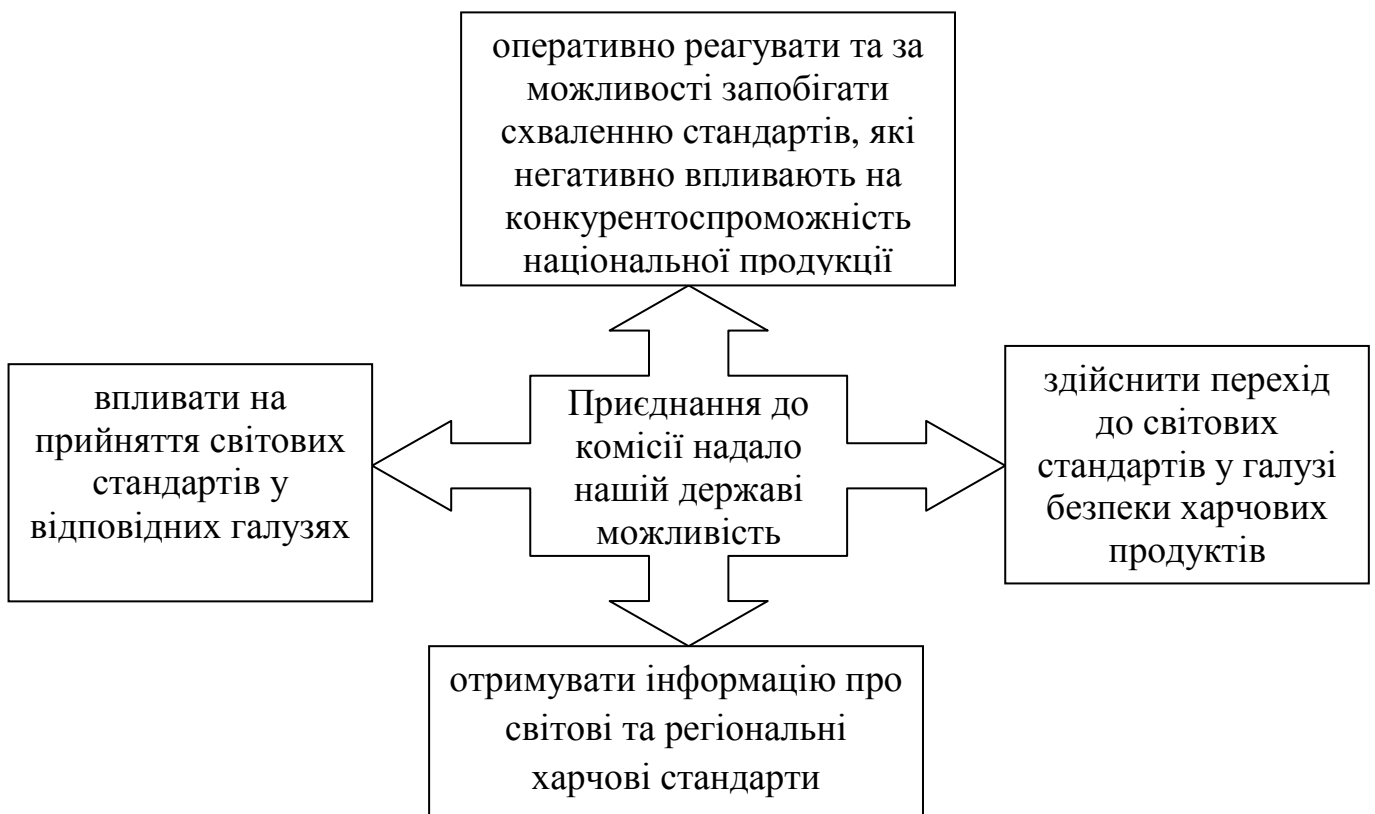 оперативно реагувати та за
можливості запобігати
схваленню стандартів, які
негативно впливають на
конкурентоспроможність
національної продукції
впливати на
прийняття світових
стандартів у
відповідних галузях
Приєднання до
комісії надало
нашій державі
можливість
здійснити перехід
до світових
стандартів у галузі
безпеки харчових
продуктів
отримувати інформацію про
світові та регіональні
харчові стандарти